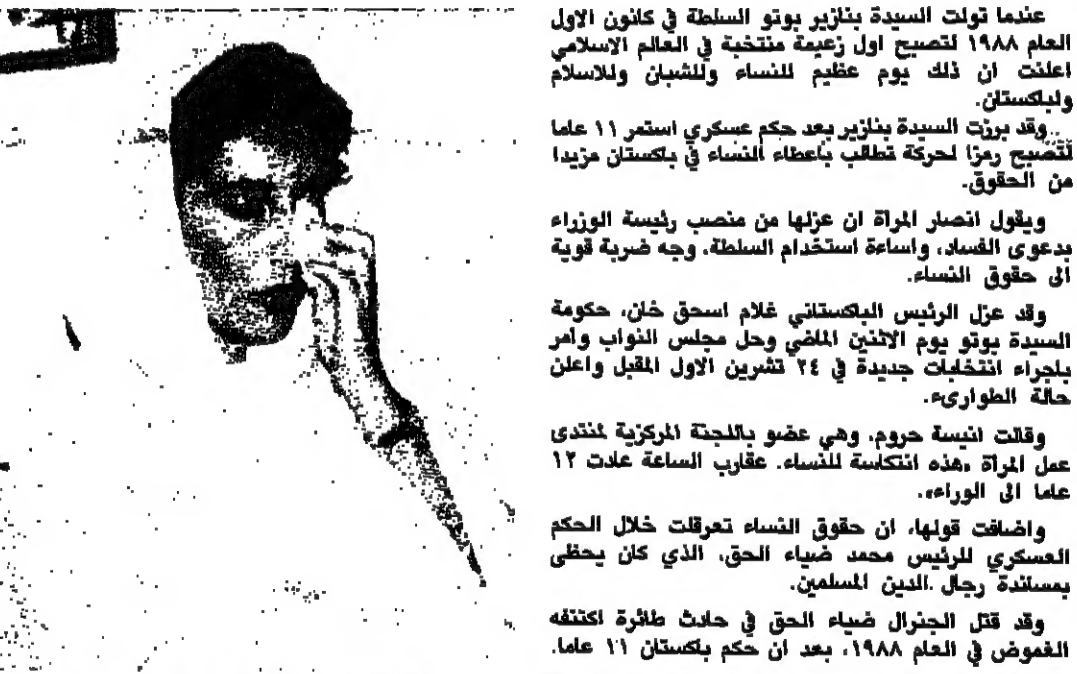 عندما تولت السيدة بنازير بوتو السلطة في كانون الاول
العام ١٩٨٨ لتصبح اول زعيمة منتخبة في العالم الاسلامي
اعلنت ان ذلك يوم عظيم للنساء وللشبان وللاسلام
ولباكستان.
وقد برزت السيدة بنازير بعد حكم عسكري استمر ١١ عاما
لتصبح رمزا لحركة تطالب باعطاء النساء في باكستان مزيدا
من الحقوق.
ويقول انصار المراة ان عزلها من منصب رئيسة الوزراء
بدعوى الفساد، واساءة استخدام السلطة، وجه ضربة قوية
الى حقوق النساء.
وقد عزل الرئيس الباكستاني غلام اسحق خان، حكومة
السيدة بوتو يوم الاثنين الماضي وحل مجلس النواب وامر
باجراء انتخابات جديدة في ٢٤ تشرين الاول المقبل واعلن
حالة الطوارىء.
وقالت انيسة حروم، وهي عضو باللجنة المركزية لمنتدى
عمل المراة «هذه انتكاسة للنساء. عقارب الساعة عادت ١٢
عاما الى الوراء».
واضافت قولها، ان حقوق النساء تعرقلت خلال الحكم
العسكري للرئيس محمد ضياء الحق، الذي كان يحظى
بمساندة رجال الدين المسلمين.
وقد قتل الجنرال ضياء الحق في حادث طائرة اكتنفه
الغموض في العام ١٩٨٨، بعد ان حكم باكستان ١١ عاما.